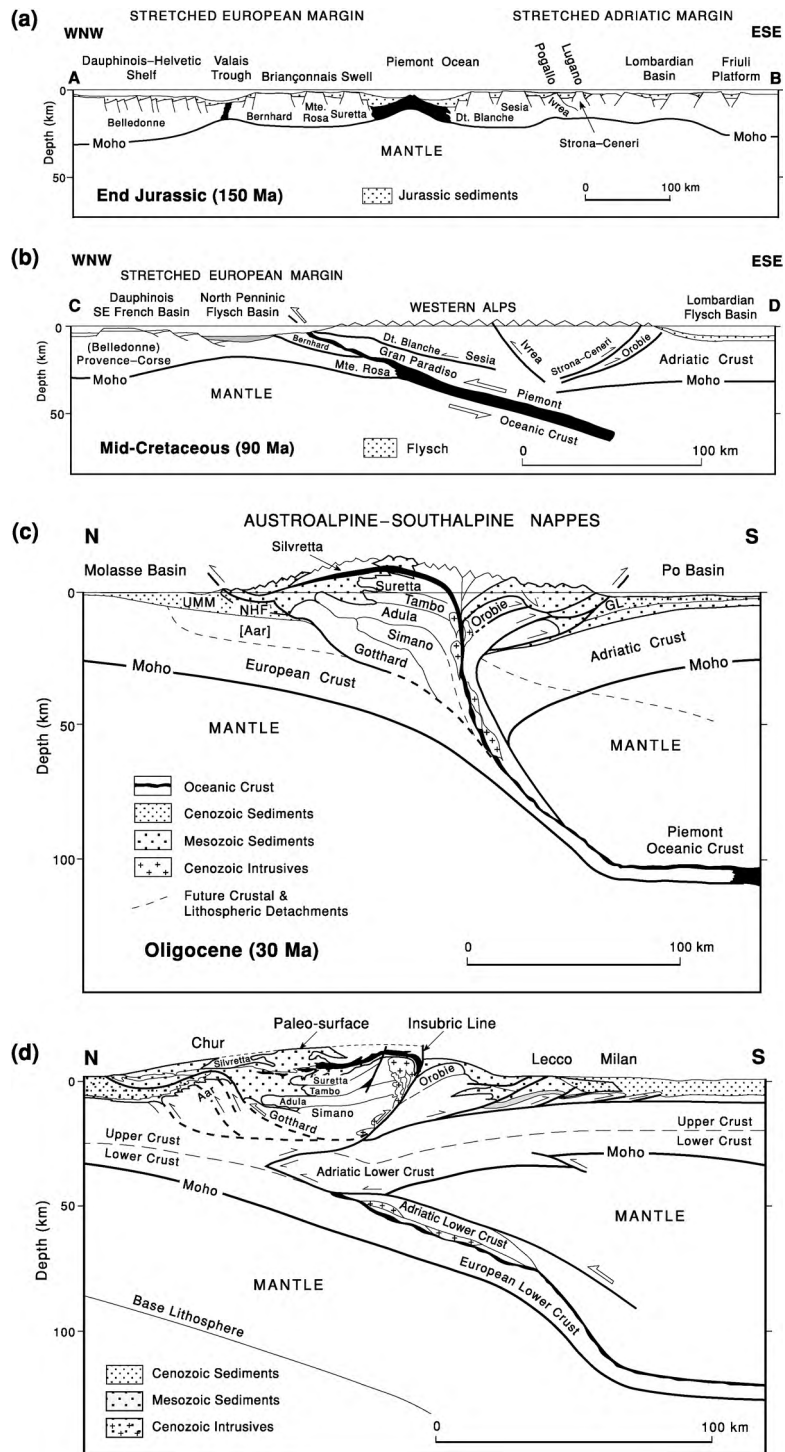 (a)
STRETCHED EUROPEAN MARGIN
STRETCHED ADRIATIC MARGIN
WNW
ESE
Dauphinois–Helvetic
Shelf
Valais
Trough
Briançonnais Swell
Piemont Ocean
Pogallo
Lugano
Lombardian
Basin
Friuli
Platform
A
B
0
50
Depth (km)
Belledonne
Bernhard
Mte.
Rosa
Suretta
Dt. Blanche
Sesia
Ivrea
Strona–Ceneri
Moho
MANTLE
Moho
End Jurassic (150 Ma)
Jurassic sediments
0
100 km
(b)
WNW
ESE
STRETCHED EUROPEAN MARGIN
Dauphinois
SE French Basin
North Penninic
Flysch Basin
WESTERN ALPS
Lombardian
Flysch Basin
C
D
0
50
Depth (km)
(Belledonne)
Provence-Corse
Bernhard
Dt. Blanche
Sesia
Gran Paradiso
Mte. Rosa
Ivrea
Strona–Ceneri
Orobie
Adriatic Crust
Moho
Moho
MANTLE
Piemont
Oceanic Crust
Mid-Cretaceous (90 Ma)
Flysch
0
100 km
(c)
AUSTROALPINE–SOUTHALPINE NAPPES
N
S
Silvretta
Molasse Basin
Po Basin
0
50
100
Depth (km)
UMM
NHF
[Aar]
Suretta
Tambo
Adula
Simano
Gotthard
Orobie
GL
Adriatic Crust
European Crust
Moho
Moho
MANTLE
MANTLE
Oceanic Crust
Cenozoic Sediments
Mesozoic Sediments
Cenozoic Intrusives
Future Crustal &
Lithospheric Detachments
Piemont
Oceanic Crust
Oligocene (30 Ma)
0
100 km
(d)
N
S
Chur
Paleo-surface
Insubric Line
Lecco
Milan
0
50
100
Depth (km)
Silvretta
Aar
Suretta
Tambo
Adula
Simano
Gotthard
Orobie
Upper Crust
Lower Crust
Upper Crust
Lower Crust
Moho
Moho
Adriatic Lower Crust
Adriatic Lower Crust
European Lower Crust
MANTLE
MANTLE
Base Lithosphere
Cenozoic Sediments
Mesozoic Sediments
Cenozoic Intrusives
0
100 km